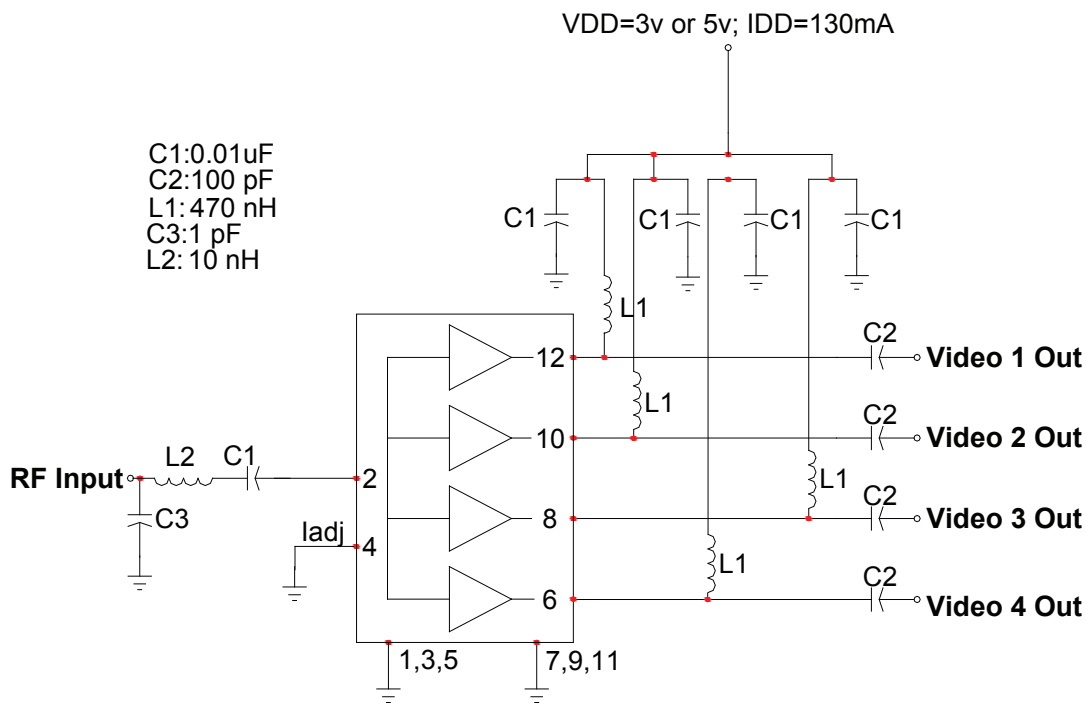 VDD=3v or 5v; IDD=130mA
C1:0.01uF
C2:100 pF
L1: 470 nH
C3:1 pF
L2: 10 nH
C1
C1
C1
C1
L1
C2
12
Video 1 Out
L1
C2
10
Video 2 Out
L2
C1
RF Input
2
L1
C2
C3
8
Video 3 Out
Iadj
4
L1
C2
6
Video 4 Out
1,3,5
7,9,11